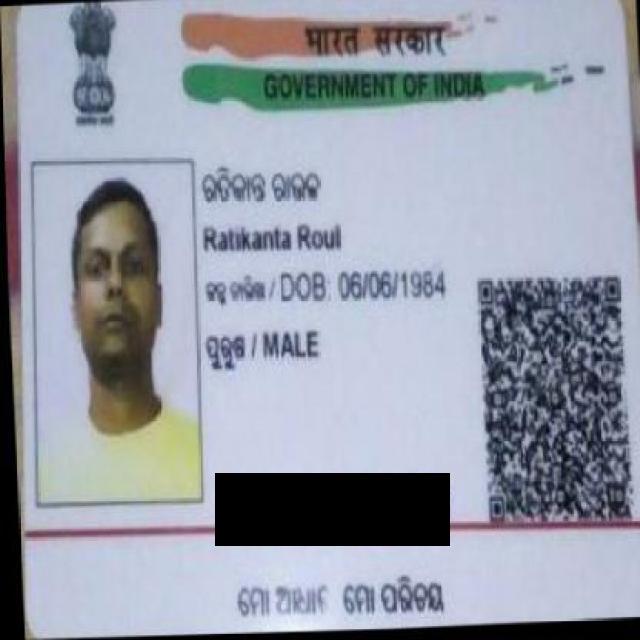 भारत सरकार
GOVERNMENT OF INDIA
ରତିକାନ୍ତ ରାଉଳ
Ratikanta Roul
ଜନ୍ମ ତାରିଖ / DOB: 06/06/1984
ପୁରୁଷ / MALE
ମୋ ଆଧାର ମୋ ପରିଚୟ